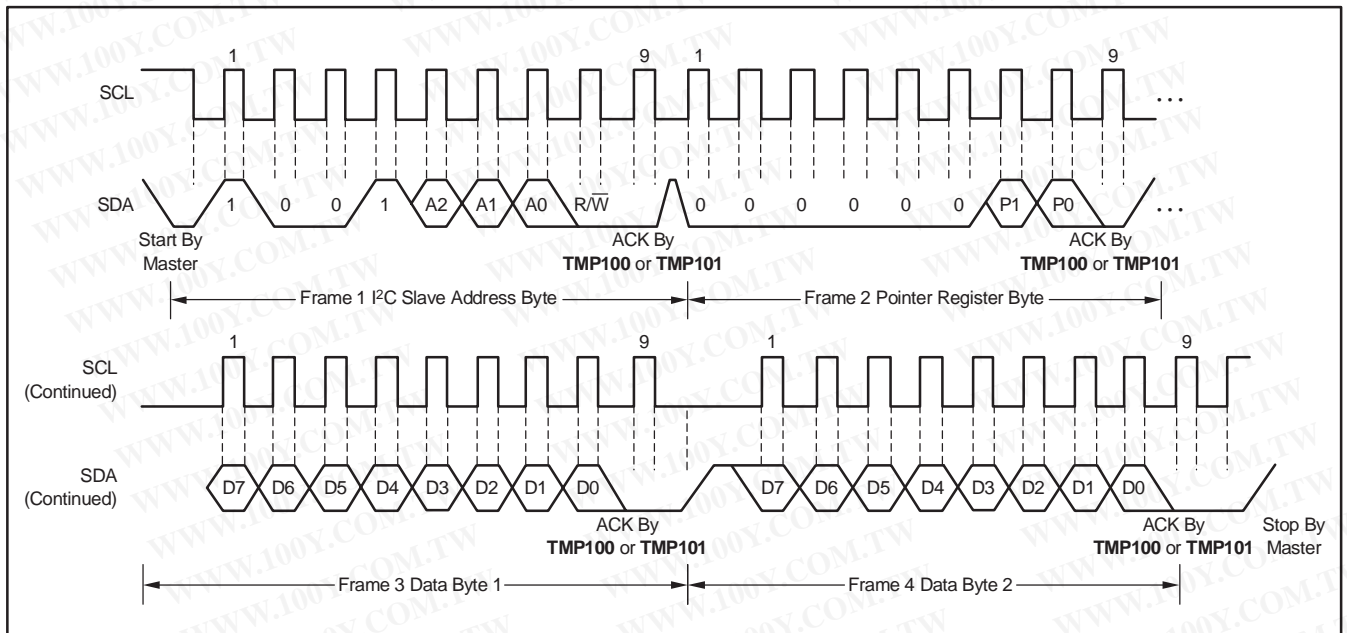 1 9 1 9
SCL ...
SDA 1 0 0 1 A2 A1 A0 R/W̅ 0 0 0 0 0 0 P1 P0 ...
Start By Master
ACK By TMP100 or TMP101
ACK By TMP100 or TMP101
Frame 1 I²C Slave Address Byte
Frame 2 Pointer Register Byte
1 9 1 9
SCL (Continued)
SDA (Continued) D7 D6 D5 D4 D3 D2 D1 D0 D7 D6 D5 D4 D3 D2 D1 D0
ACK By TMP100 or TMP101
ACK By TMP100 or TMP101
Stop By Master
Frame 3 Data Byte 1
Frame 4 Data Byte 2
WWW.100Y.COM.TW